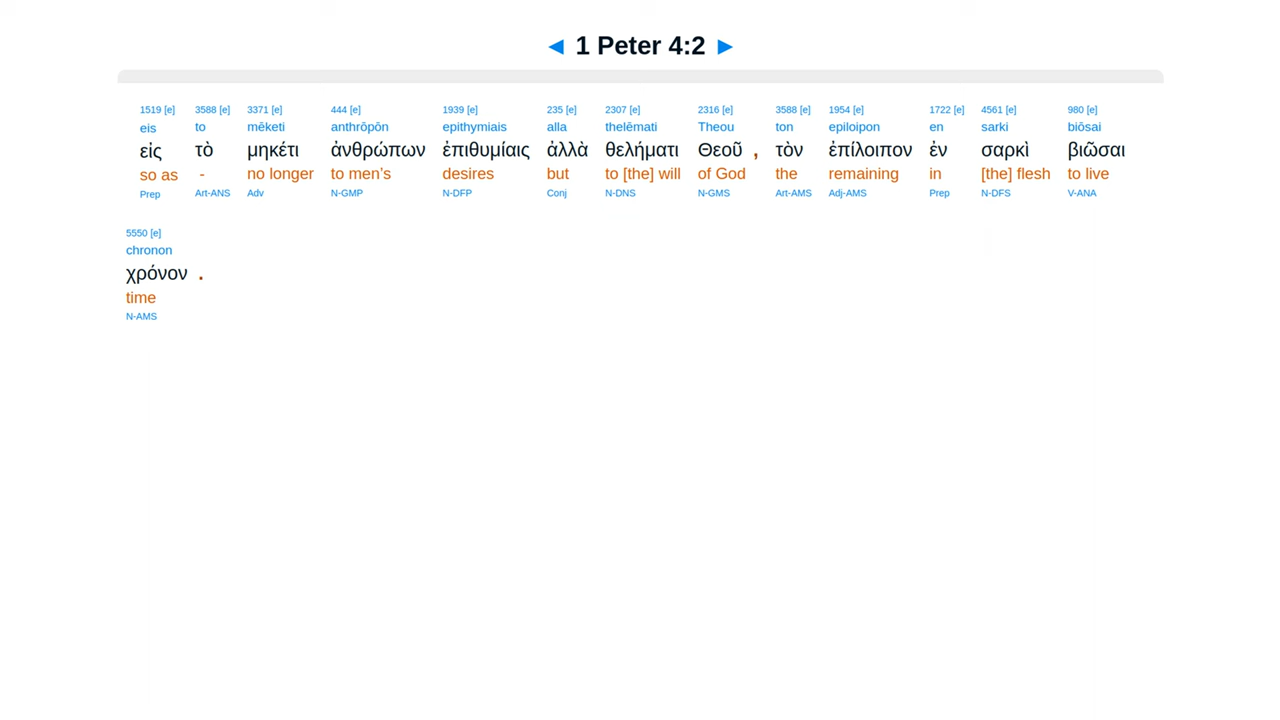 ◄ 1 Peter 4:2 ►
1519 [e] 3588 [e] 3371 [e] 444 [e] 1939 [e] 235 [e] 2307 [e] 2316 [e] 3588 [e] 1954 [e] 1722 [e] 4561 [e] 980 [e]
eis to mēketi anthrōpōn epithymiais alla thelēmati Theou ton epiloipon en sarki biōsai
εἰς τὸ μηκέτι ἀνθρώπων ἐπιθυμίαις ἀλλὰ θελήματι Θεοῦ , τὸν ἐπίλοιπον ἐν σαρκὶ βιῶσαι
so as - no longer to men’s desires but to [the] will of God the remaining in [the] flesh to live
Prep Art-ANS Adv N-GMP N-DFP Conj N-DNS N-GMS Art-AMS Adj-AMS Prep N-DFS V-ANA
5550 [e]
chronon
χρόνον .
time
N-AMS